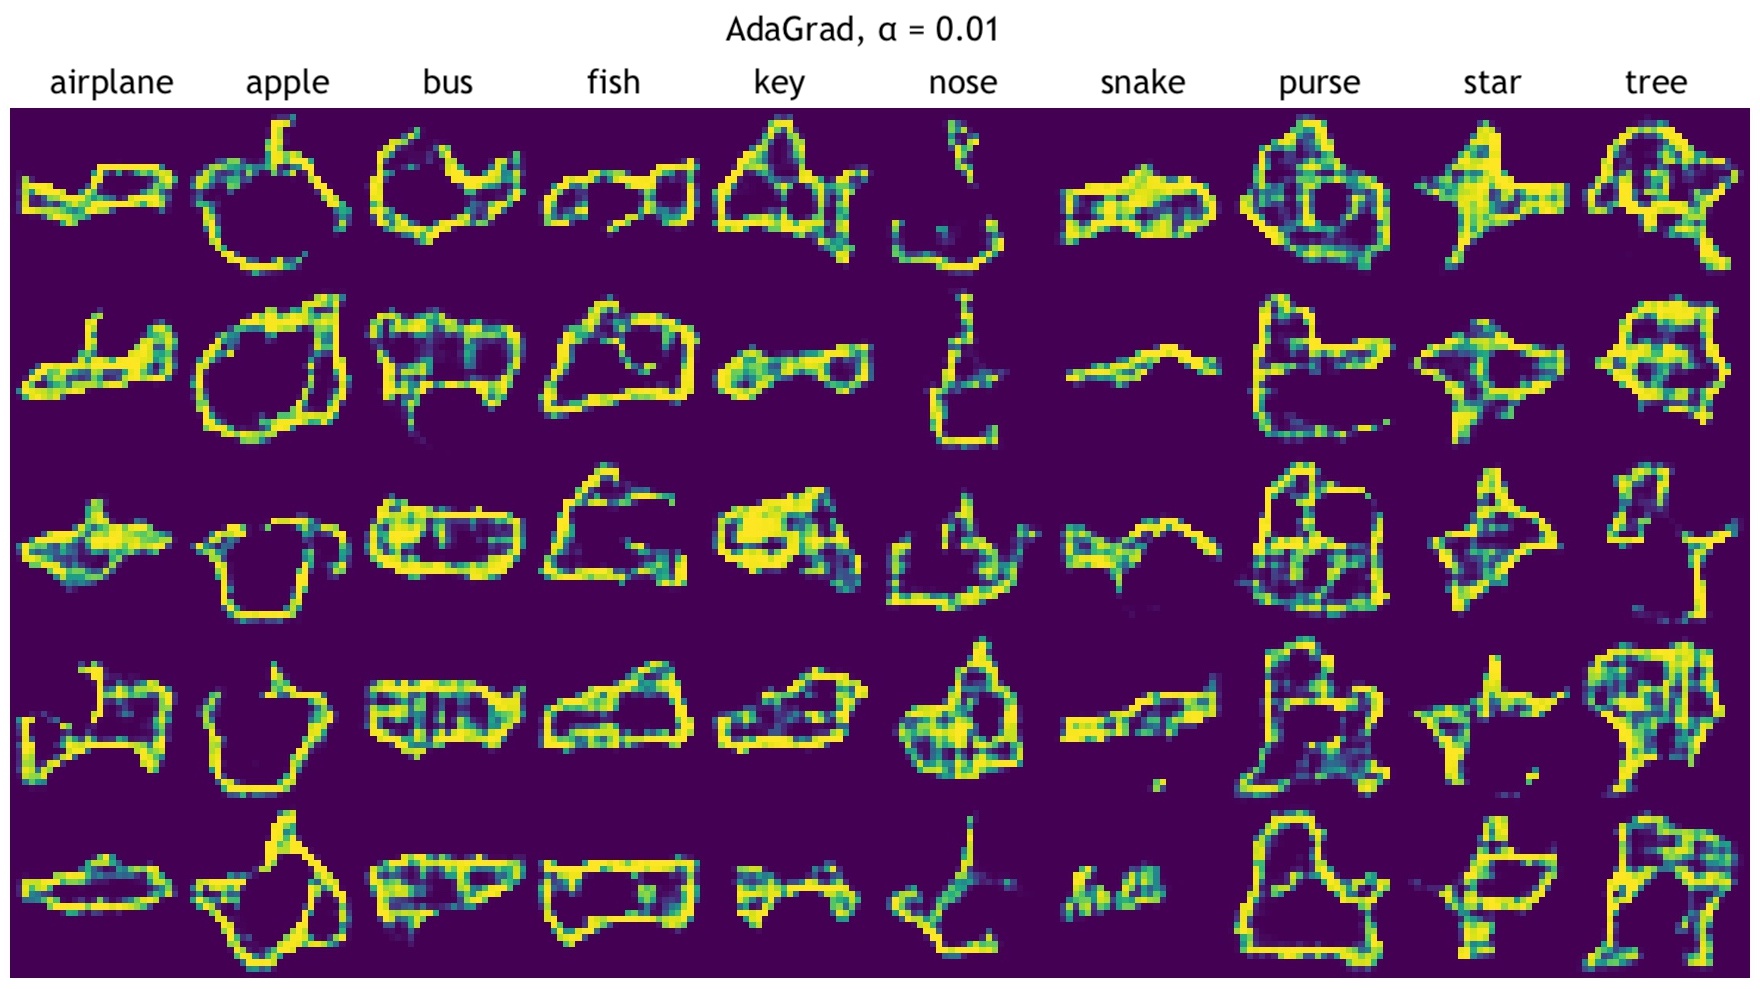 AdaGrad, α = 0.01
airplane apple bus fish key nose snake purse star tree